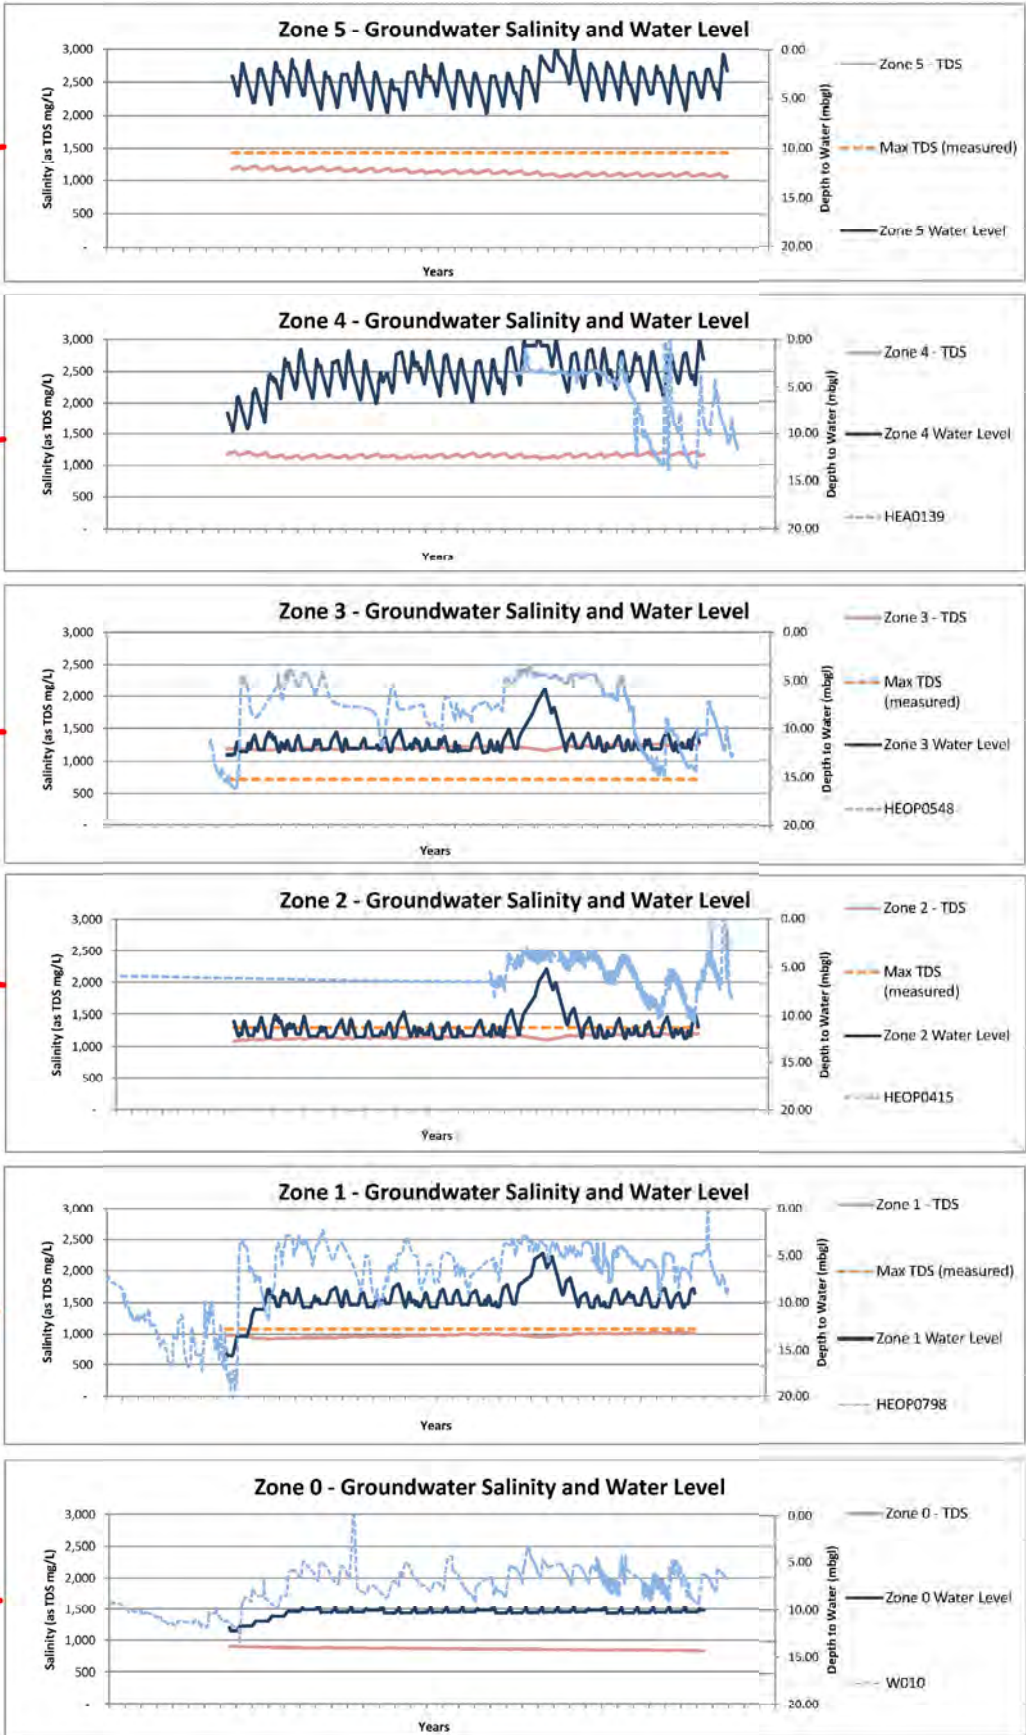 Zone 5 - Groundwater Salinity and Water Level
3,000
2,500
2,000
1,500
1,000
500
-
Salinity (as TDS mg/L)
0.00
5.00
10.00
15.00
20.00
Depth to Water (mbgl)
Years
Zone 5 - TDS
Max TDS (measured)
Zone 5 Water Level
Zone 4 - Groundwater Salinity and Water Level
3,000
2,500
2,000
1,500
1,000
500
-
Salinity (as TDS mg/L)
0.00
5.00
10.00
15.00
20.00
Depth to Water (mbgl)
Years
Zone 4 - TDS
Zone 4 Water Level
HEA0139
Zone 3 - Groundwater Salinity and Water Level
3,000
2,500
2,000
1,500
1,000
500
-
Salinity (as TDS mg/L)
0.00
5.00
10.00
15.00
20.00
Depth to Water (mbgl)
Years
Zone 3 - TDS
Max TDS
(measured)
Zone 3 Water Level
HEOP0548
Zone 2 - Groundwater Salinity and Water Level
3,000
2,500
2,000
1,500
1,000
500
-
Salinity (as TDS mg/L)
0.00
5.00
10.00
15.00
20.00
Depth to Water (mbgl)
Years
Zone 2 - TDS
Max TDS
(measured)
Zone 2 Water Level
HEOP0415
Zone 1 - Groundwater Salinity and Water Level
3,000
2,500
2,000
1,500
1,000
500
-
Salinity (as TDS mg/L)
0.00
5.00
10.00
15.00
20.00
Depth to Water (mbgl)
Years
Zone 1 - TDS
Max TDS (measured)
Zone 1 Water Level
HEOP0798
Zone 0 - Groundwater Salinity and Water Level
3,000
2,500
2,000
1,500
1,000
500
-
Salinity (as TDS mg/L)
0.00
5.00
10.00
15.00
20.00
Depth to Water (mbgl)
Years
Zone 0 - TDS
Zone 0 Water Level
W010